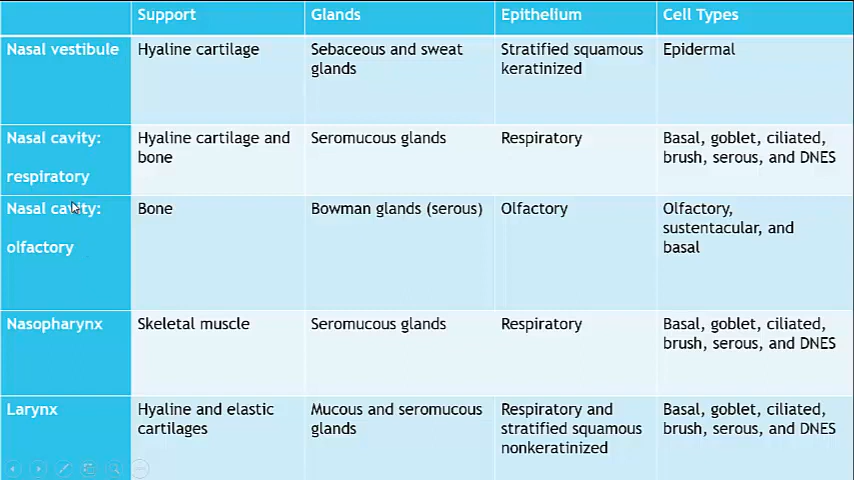 Support
Glands
Epithelium
Cell Types
Nasal vestibule
Hyaline cartilage
Sebaceous and sweat
glands
Stratified squamous
keratinized
Epidermal
Nasal cavity:
respiratory
Hyaline cartilage and
bone
Seromucous glands
Respiratory
Basal, goblet, ciliated,
brush, serous, and DNES
Nasal cavity:
olfactory
Bone
Bowman glands (serous)
Olfactory
Olfactory,
sustentacular, and
basal
Nasopharynx
Skeletal muscle
Seromucous glands
Respiratory
Basal, goblet, ciliated,
brush, serous, and DNES
Larynx
Hyaline and elastic
cartilages
Mucous and seromucous
glands
Respiratory and
stratified squamous
nonkeratinized
Basal, goblet, ciliated,
brush, serous, and DNES